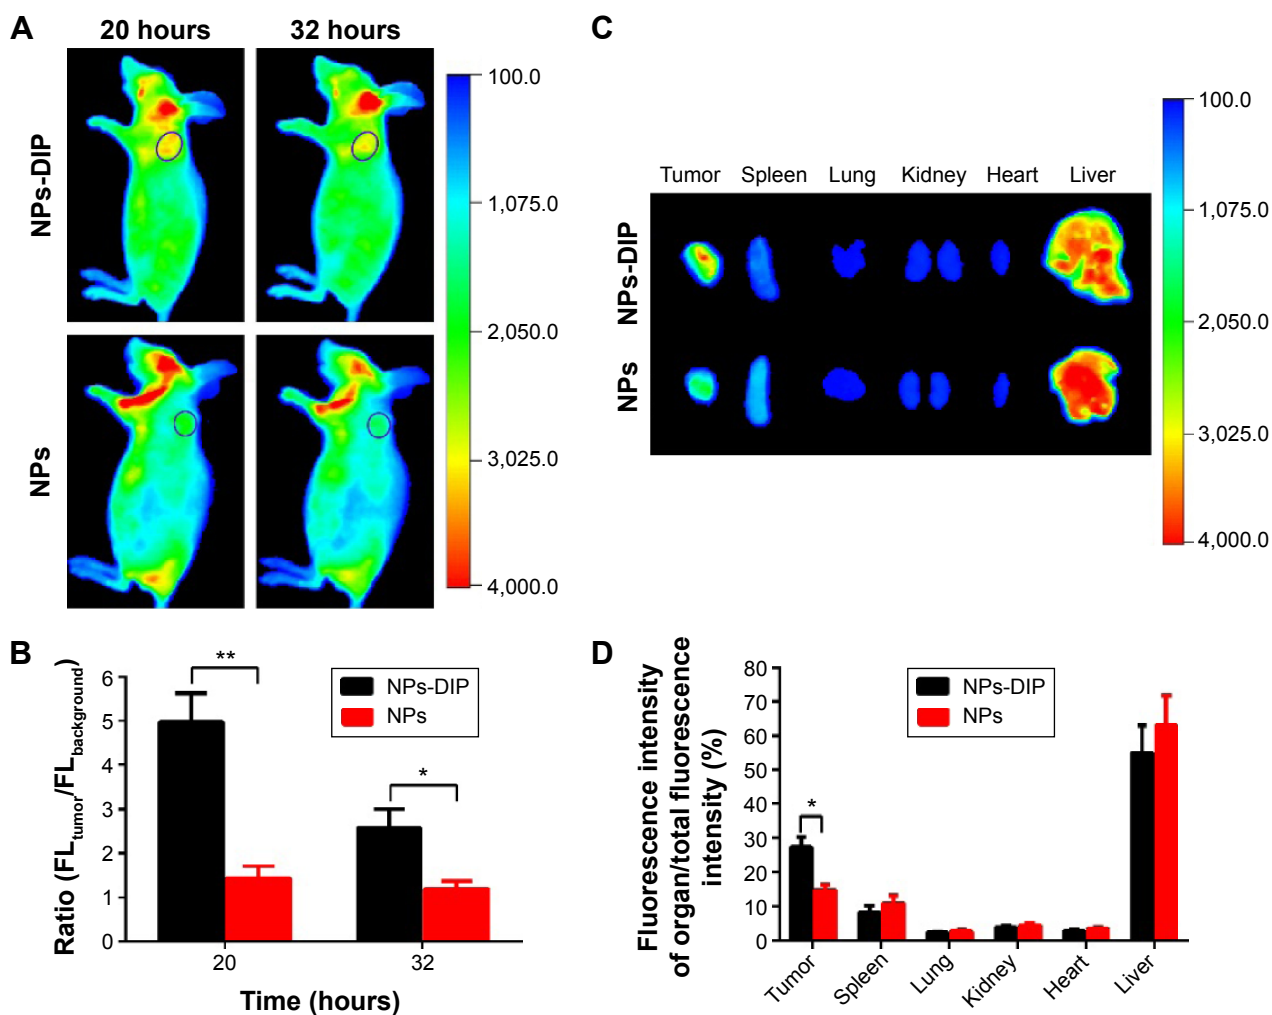 A
20 hours
32 hours
NPs-DIP
NPs
100.0
1,075.0
2,050.0
3,025.0
4,000.0
C
Tumor Spleen Lung Kidney Heart Liver
NPs-DIP
NPs
100.0
1,075.0
2,050.0
3,025.0
4,000.0
B
Ratio (FLtumor/FLbackground)
6
5
4
3
2
1
0
**
*
NPs-DIP
NPs
20
32
Time (hours)
D
Fluorescence intensity
of organ/total fluorescence
intensity (%)
80
70
60
50
40
30
20
10
0
*
NPs-DIP
NPs
Tumor
Spleen
Lung
Kidney
Heart
Liver